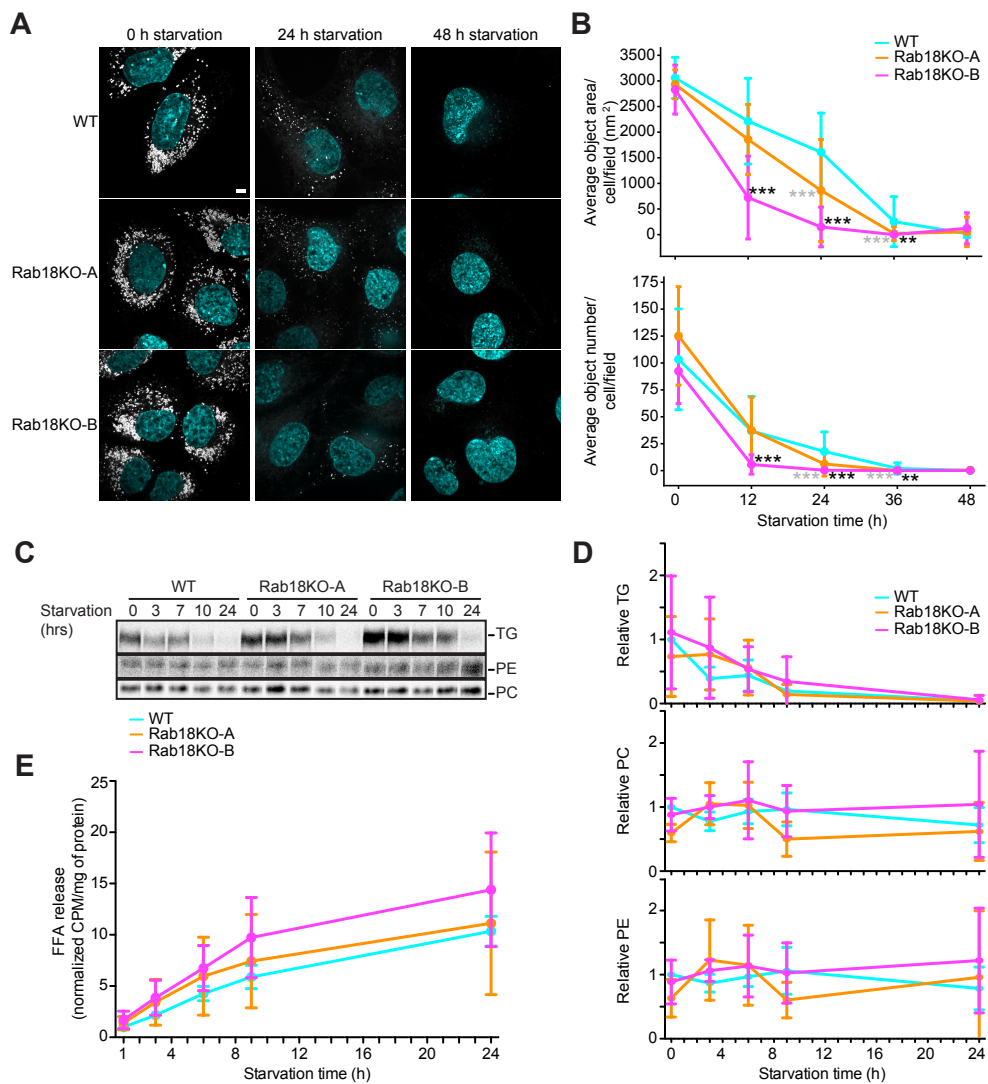 A
0 h starvation 24 h starvation 48 h starvation
WT
Rab18KO-A
Rab18KO-B
B
WT
Rab18KO-A
Rab18KO-B
Average object area/
cell/field (nm²)
3500
3000
2500
2000
1500
1000
50
0
***
***
***
***
**
Average object number/
cell/field
175
150
125
100
75
50
25
0
***
***
***
***
**
0 12 24 36 48
Starvation time (h)
C
WT Rab18KO-A Rab18KO-B
Starvation
(hrs)
0 3 7 10 24 0 3 7 10 24 0 3 7 10 24
-TG
-PE
-PC
D
WT
Rab18KO-A
Rab18KO-B
Relative TG
2
1
0
Relative PC
2
1
0
Relative PE
2
1
0
0 4 8 12 16 20 24
Starvation time (h)
WT
Rab18KO-A
Rab18KO-B
E
FFA release
(normalized CPM/mg of protein)
25
20
15
10
5
0
1 4 8 12 16 20 24
Starvation time (h)